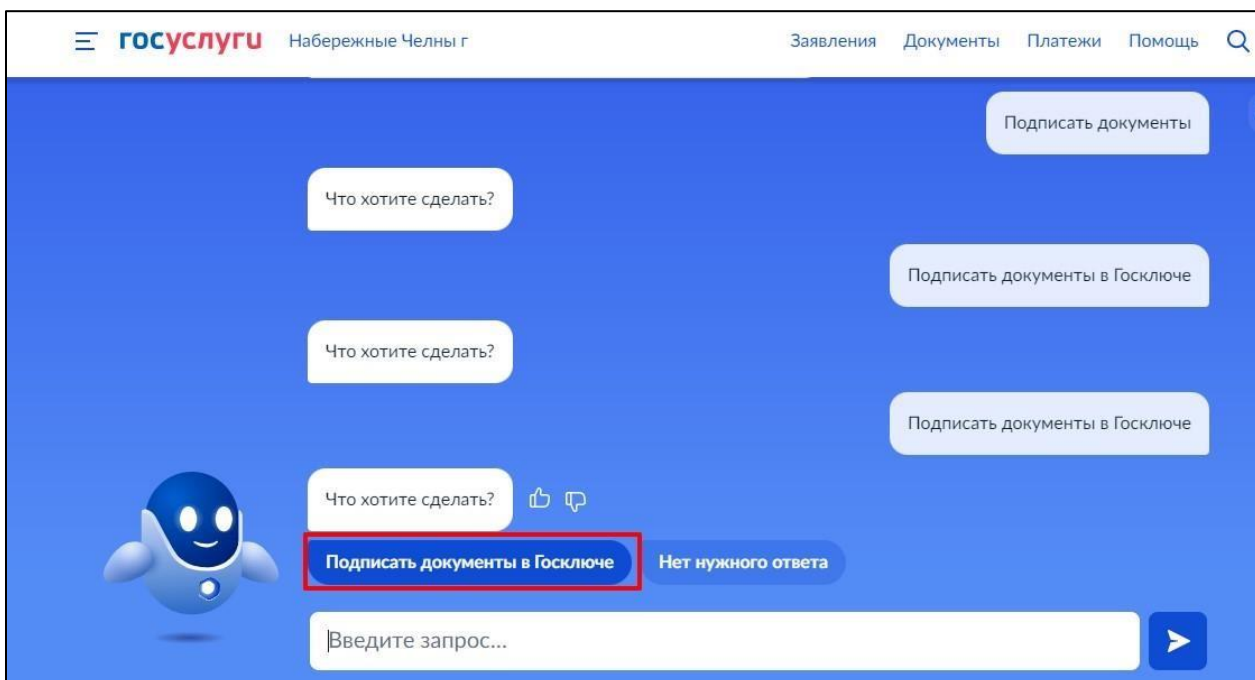 госуслуги Набережные Челны г Заявления Документы Платежи Помощь
Подписать документы
Что хотите сделать?
Подписать документы в Госключе
Что хотите сделать?
Подписать документы в Госключе
Что хотите сделать?
Подписать документы в Госключе Нет нужного ответа
Введите запрос...